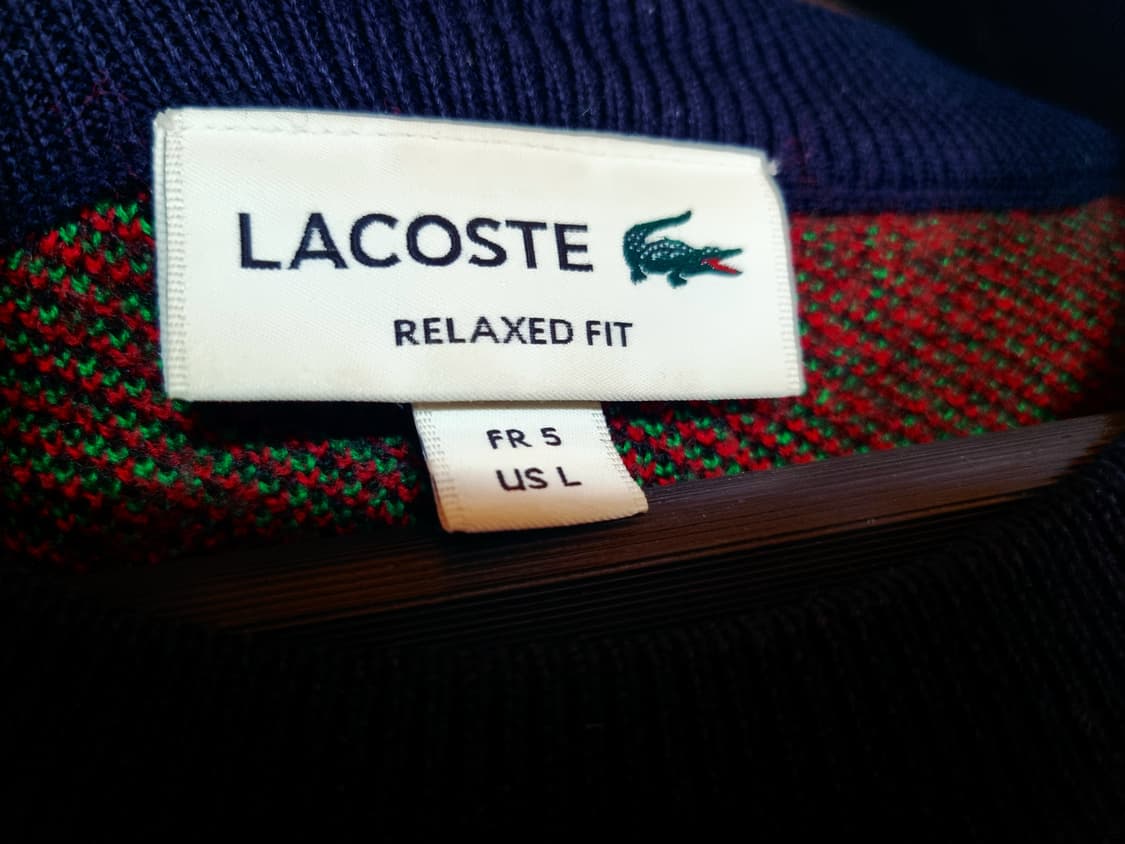 LACOSTE
RELAXED FIT
FR 5
US L